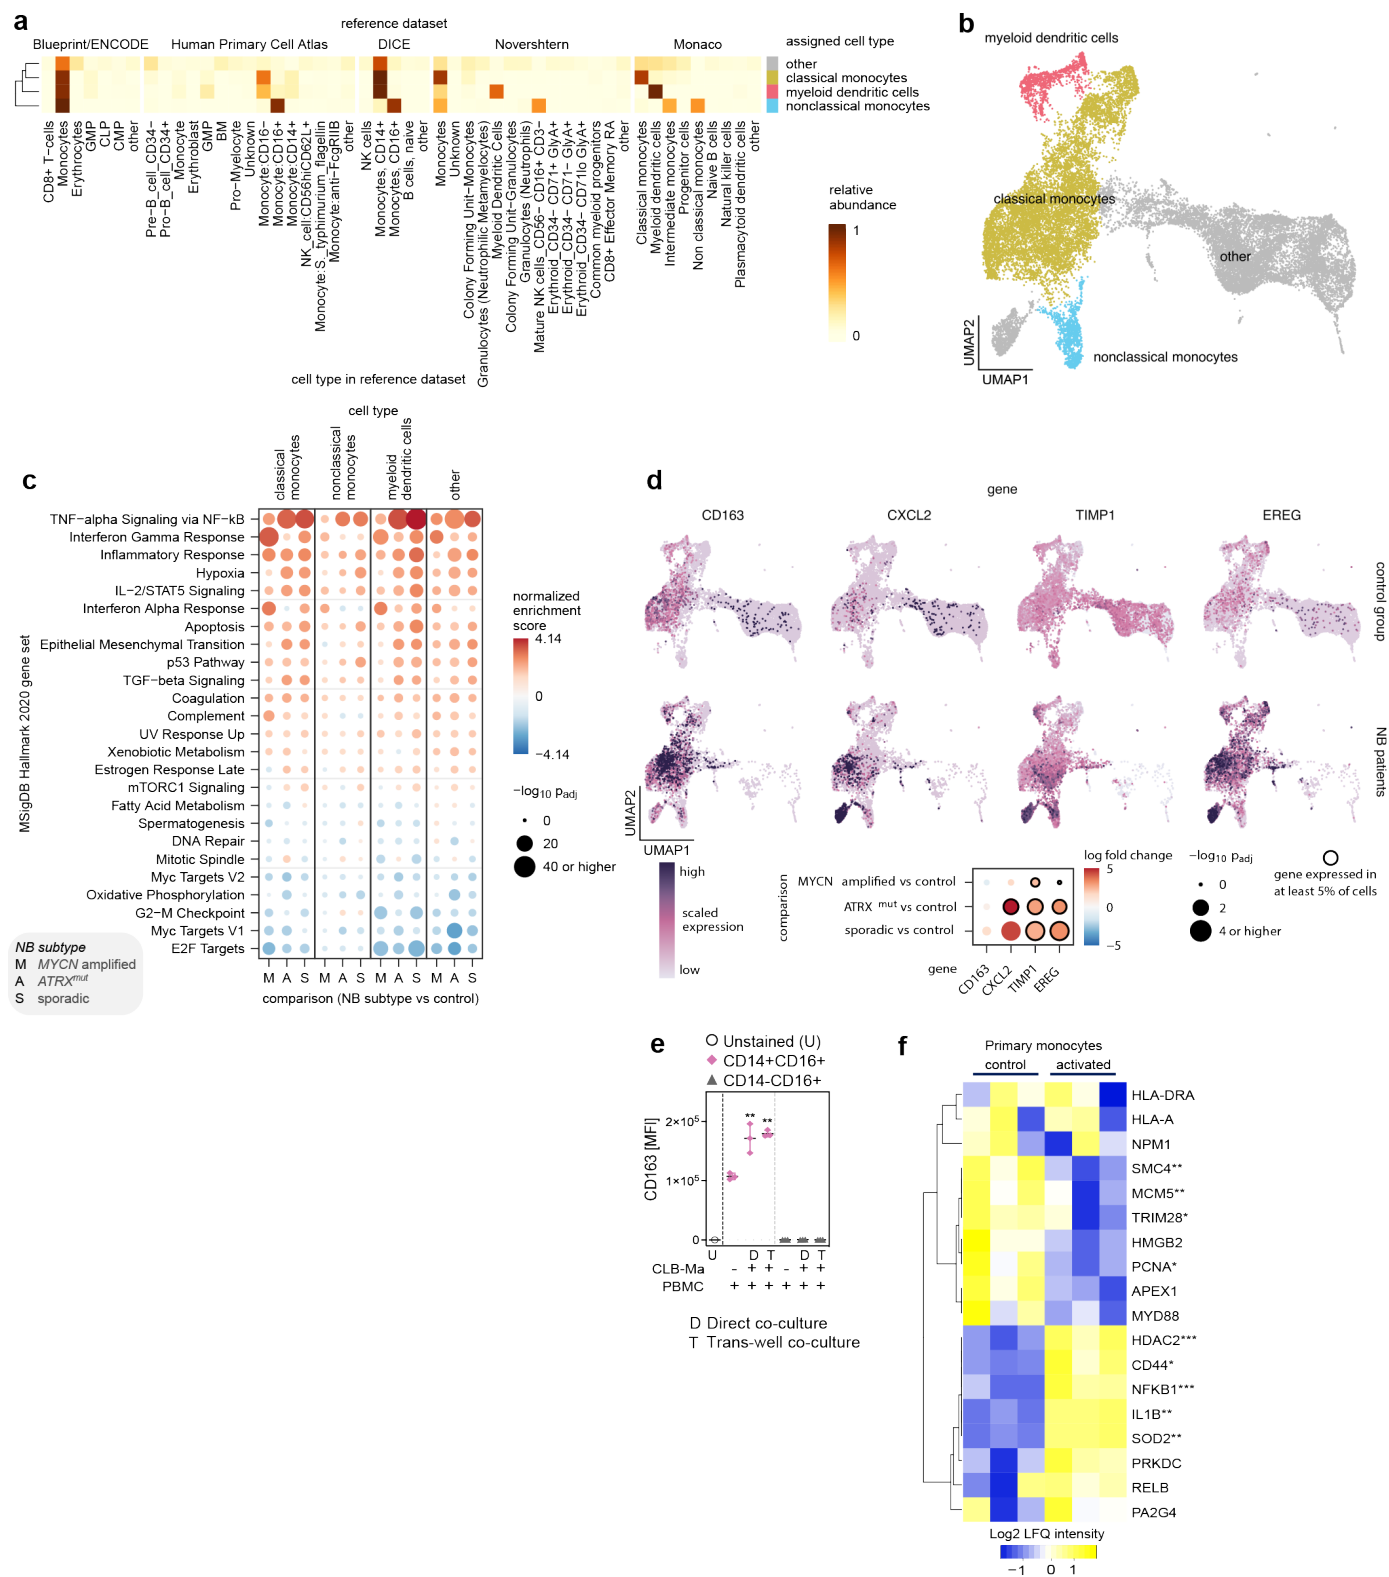 a
reference dataset
Blueprint/ENCODE
Human Primary Cell Atlas
DICE
Novershtern
Monaco
assigned cell type
other
classical monocytes
myeloid dendritic cells
nonclassical monocytes
CD8+ T−cells
Monocytes
Erythrocytes
GMP
CLP
CMP
other
Pre−B_cell_CD34−
Pro−B_cell_CD34+
Monocyte
Erythroblast
GMP
BM
Pro−Myelocyte
Unknown
Monocyte:CD16−
Monocyte:CD16+
Monocyte:CD14+
NK_cell:CD56hiCD62L+
Monocyte:S._typhimurium_flagellin
Monocyte:anti−FcgRIIB
other
NK cells
Monocytes, CD14+
Monocytes, CD16+
B cells, naive
other
Monocytes
Unknown
Colony Forming Unit−Monocytes
Granulocytes (Neutrophilic Metamyelocytes)
Myeloid Dendritic Cells
Colony Forming Unit−Granulocytes
Granulocytes (Neutrophils)
Mature NK cells_CD56− CD16+ CD3−
Erythroid_CD34− CD71+ GlyA+
Erythroid_CD34− CD71− GlyA+
Erythroid_CD34− CD71lo GlyA+
Common myeloid progenitors
CD8+ Effector Memory RA
other
Classical monocytes
Myeloid dendritic cells
Intermediate monocytes
Progenitor cells
Non classical monocytes
Naive B cells
Natural killer cells
Plasmacytoid dendritic cells
other
cell type in reference dataset
relative
abundance
1
0
b
myeloid dendritic cells
classical monocytes
other
nonclassical monocytes
UMAP2
UMAP1
c
cell type
classical
monocytes
nonclassical
monocytes
myeloid
dendritic cells
other
MSigDB Hallmark 2020 gene set
TNF−alpha Signaling via NF−kB
Interferon Gamma Response
Inflammatory Response
Hypoxia
IL−2/STAT5 Signaling
Interferon Alpha Response
Apoptosis
Epithelial Mesenchymal Transition
p53 Pathway
TGF−beta Signaling
Coagulation
Complement
UV Response Up
Xenobiotic Metabolism
Estrogen Response Late
mTORC1 Signaling
Fatty Acid Metabolism
Spermatogenesis
DNA Repair
Mitotic Spindle
Myc Targets V2
Oxidative Phosphorylation
G2−M Checkpoint
Myc Targets V1
E2F Targets
M A S M A S M A S M A S
comparison (NB subtype vs control)
normalized
enrichment
score
4.14
0
−4.14
−log10 padj
0
20
40 or higher
NB subtype
M MYCN amplified
A ATRXmut
S sporadic
d
gene
CD163
CXCL2
TIMP1
EREG
control group
NB patients
UMAP2
UMAP1
high
scaled
expression
low
comparison
MYCN amplified vs control
ATRX mut vs control
sporadic vs control
gene
CD163
CXCL2
TIMP1
EREG
log fold change
5
0
−5
−log10 padj
0
2
4 or higher
gene expressed in
at least 5% of cells
e
Unstained (U)
CD14+CD16+
CD14-CD16+
CD163 [MFI]
2×10⁵
1×10⁵
0
** **
U D T D T
CLB-Ma - + + - + +
PBMC + + + + + +
D Direct co-culture
T Trans-well co-culture
f
Primary monocytes
control activated
HLA-DRA
HLA-A
NPM1
SMC4**
MCM5**
TRIM28*
HMGB2
PCNA*
APEX1
MYD88
HDAC2***
CD44*
NFKB1***
IL1B**
SOD2**
PRKDC
RELB
PA2G4
Log2 LFQ intensity
−1 0 1